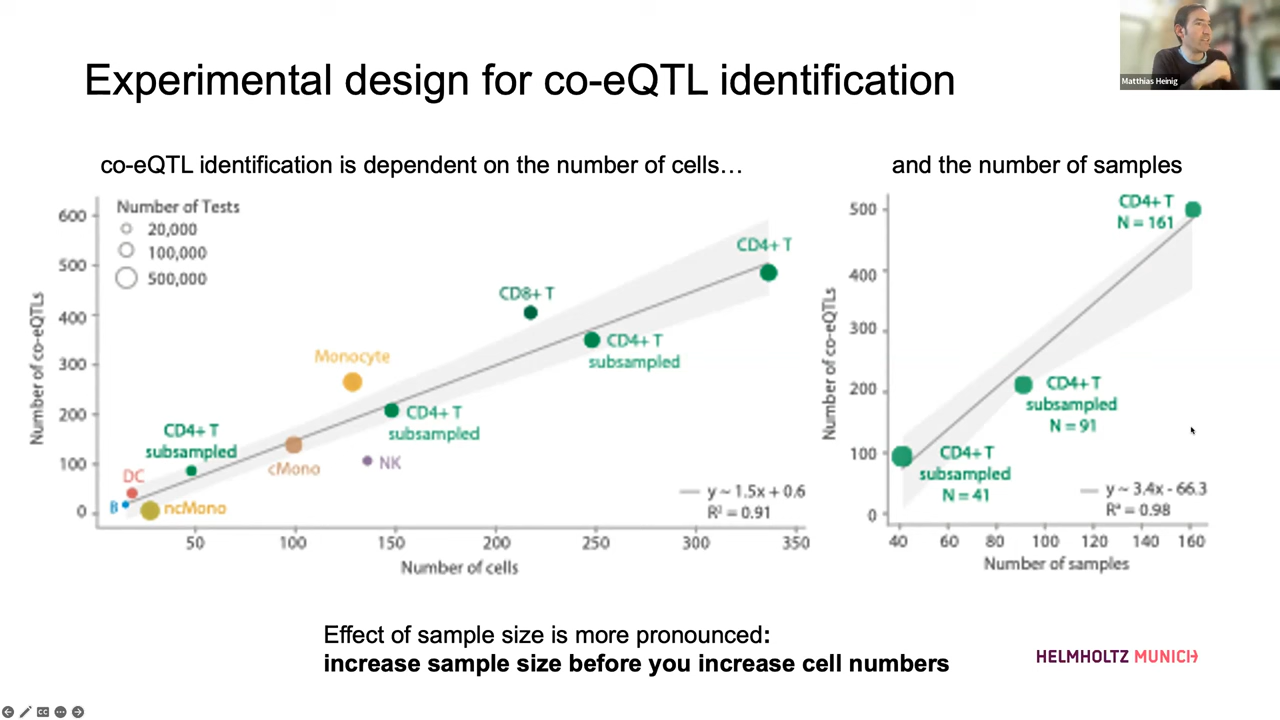 Matthias Heinig
Experimental design for co-eQTL identification
co-eQTL identification is dependent on the number of cells…
and the number of samples
Number of Tests
20,000
100,000
500,000
Number of co-eQTLs
600
500
400
300
200
100
0
CD4+ T
CD8+ T
CD4+ T
subsampled
Monocyte
CD4+ T
subsampled
CD4+ T
subsampled
cMono
NK
DC
B
ncMono
y ~ 1.5x + 0.6
R² = 0.91
50
100
150
200
250
300
350
Number of cells
Number of co-eQTLs
500
400
300
200
100
0
CD4+ T
N = 161
CD4+ T
subsampled
N = 91
CD4+ T
subsampled
N = 41
y ~ 3.4x - 66.3
= 0.98
40
60
80
100
120
140
160
Number of samples
Effect of sample size is more pronounced:
increase sample size before you increase cell numbers
HELMHOLTZ MUNICH
CC